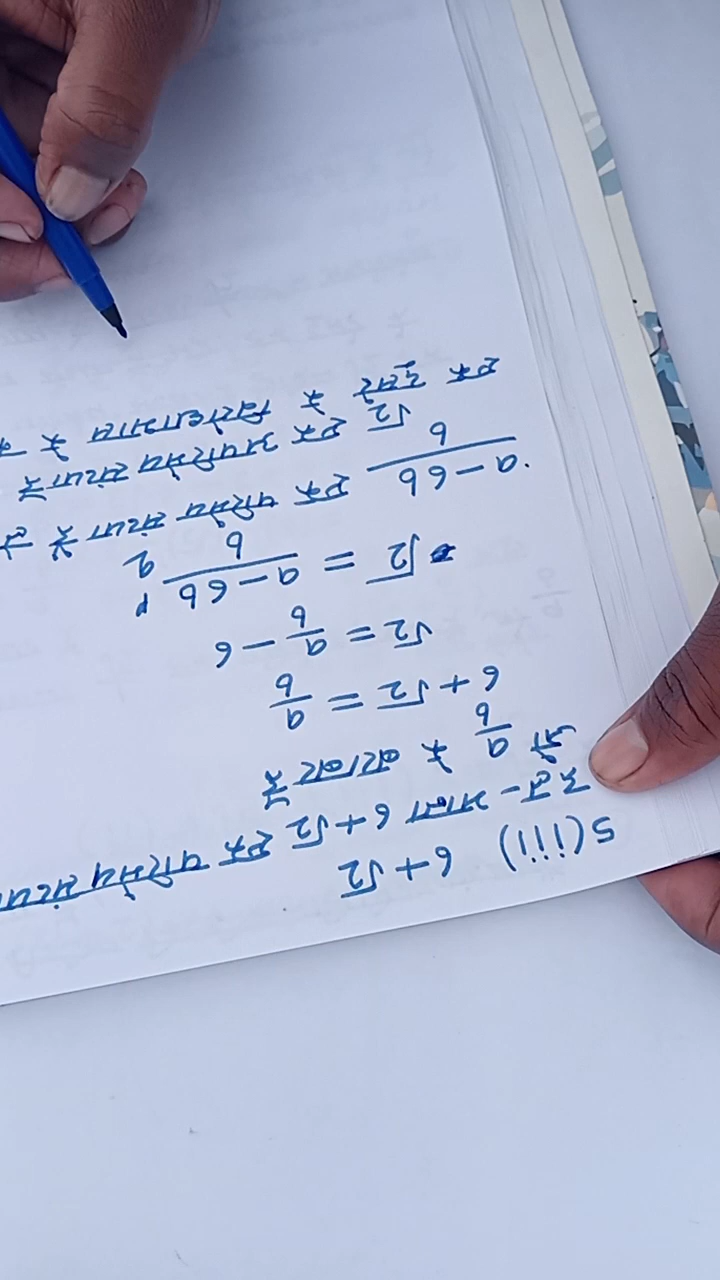 5(iii) 6+√2
हल- माना 6+√2 एक परिमेय संख्या
जो a/b के बराबर है
6+√2 = a/b
√2 = a/b - 6
√2 = a-6b/b p/q
a-6b/b एक परिमेय संख्या है
√2 एक अपरिमेय संख्या है
एक दूसरे के विरोधाभास है